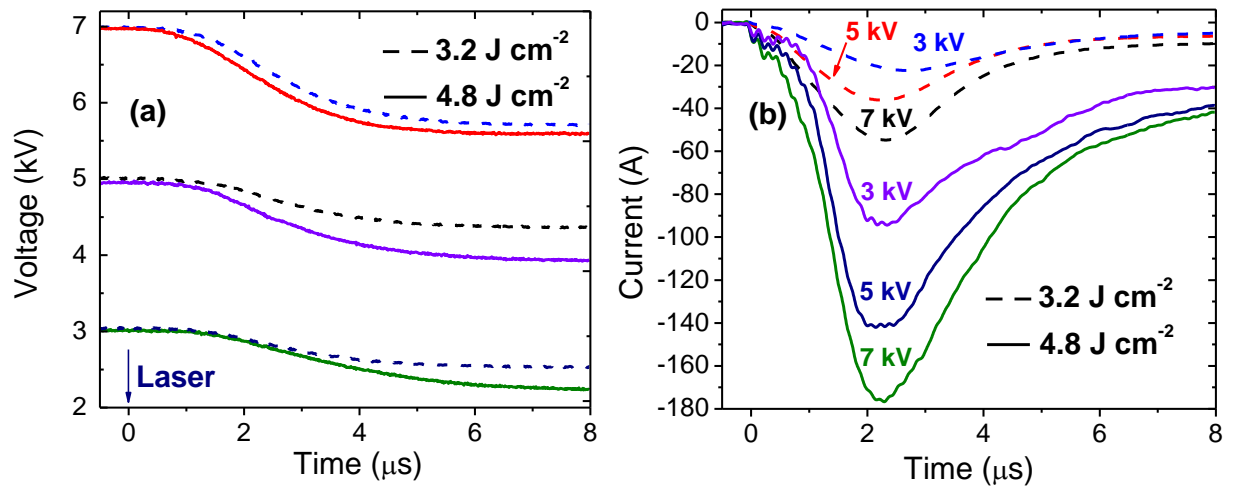 7
6
5
4
3
2
Voltage (kV)
(a)
3.2 J cm⁻²
4.8 J cm⁻²
Laser
0 2 4 6 8
Time (μs)
0
-20
-40
-60
-80
-100
-120
-140
-160
-180
Current (A)
5 kV
3 kV
7 kV
(b)
3 kV
5 kV
7 kV
3.2 J cm⁻²
4.8 J cm⁻²
0 2 4 6 8
Time (μs)